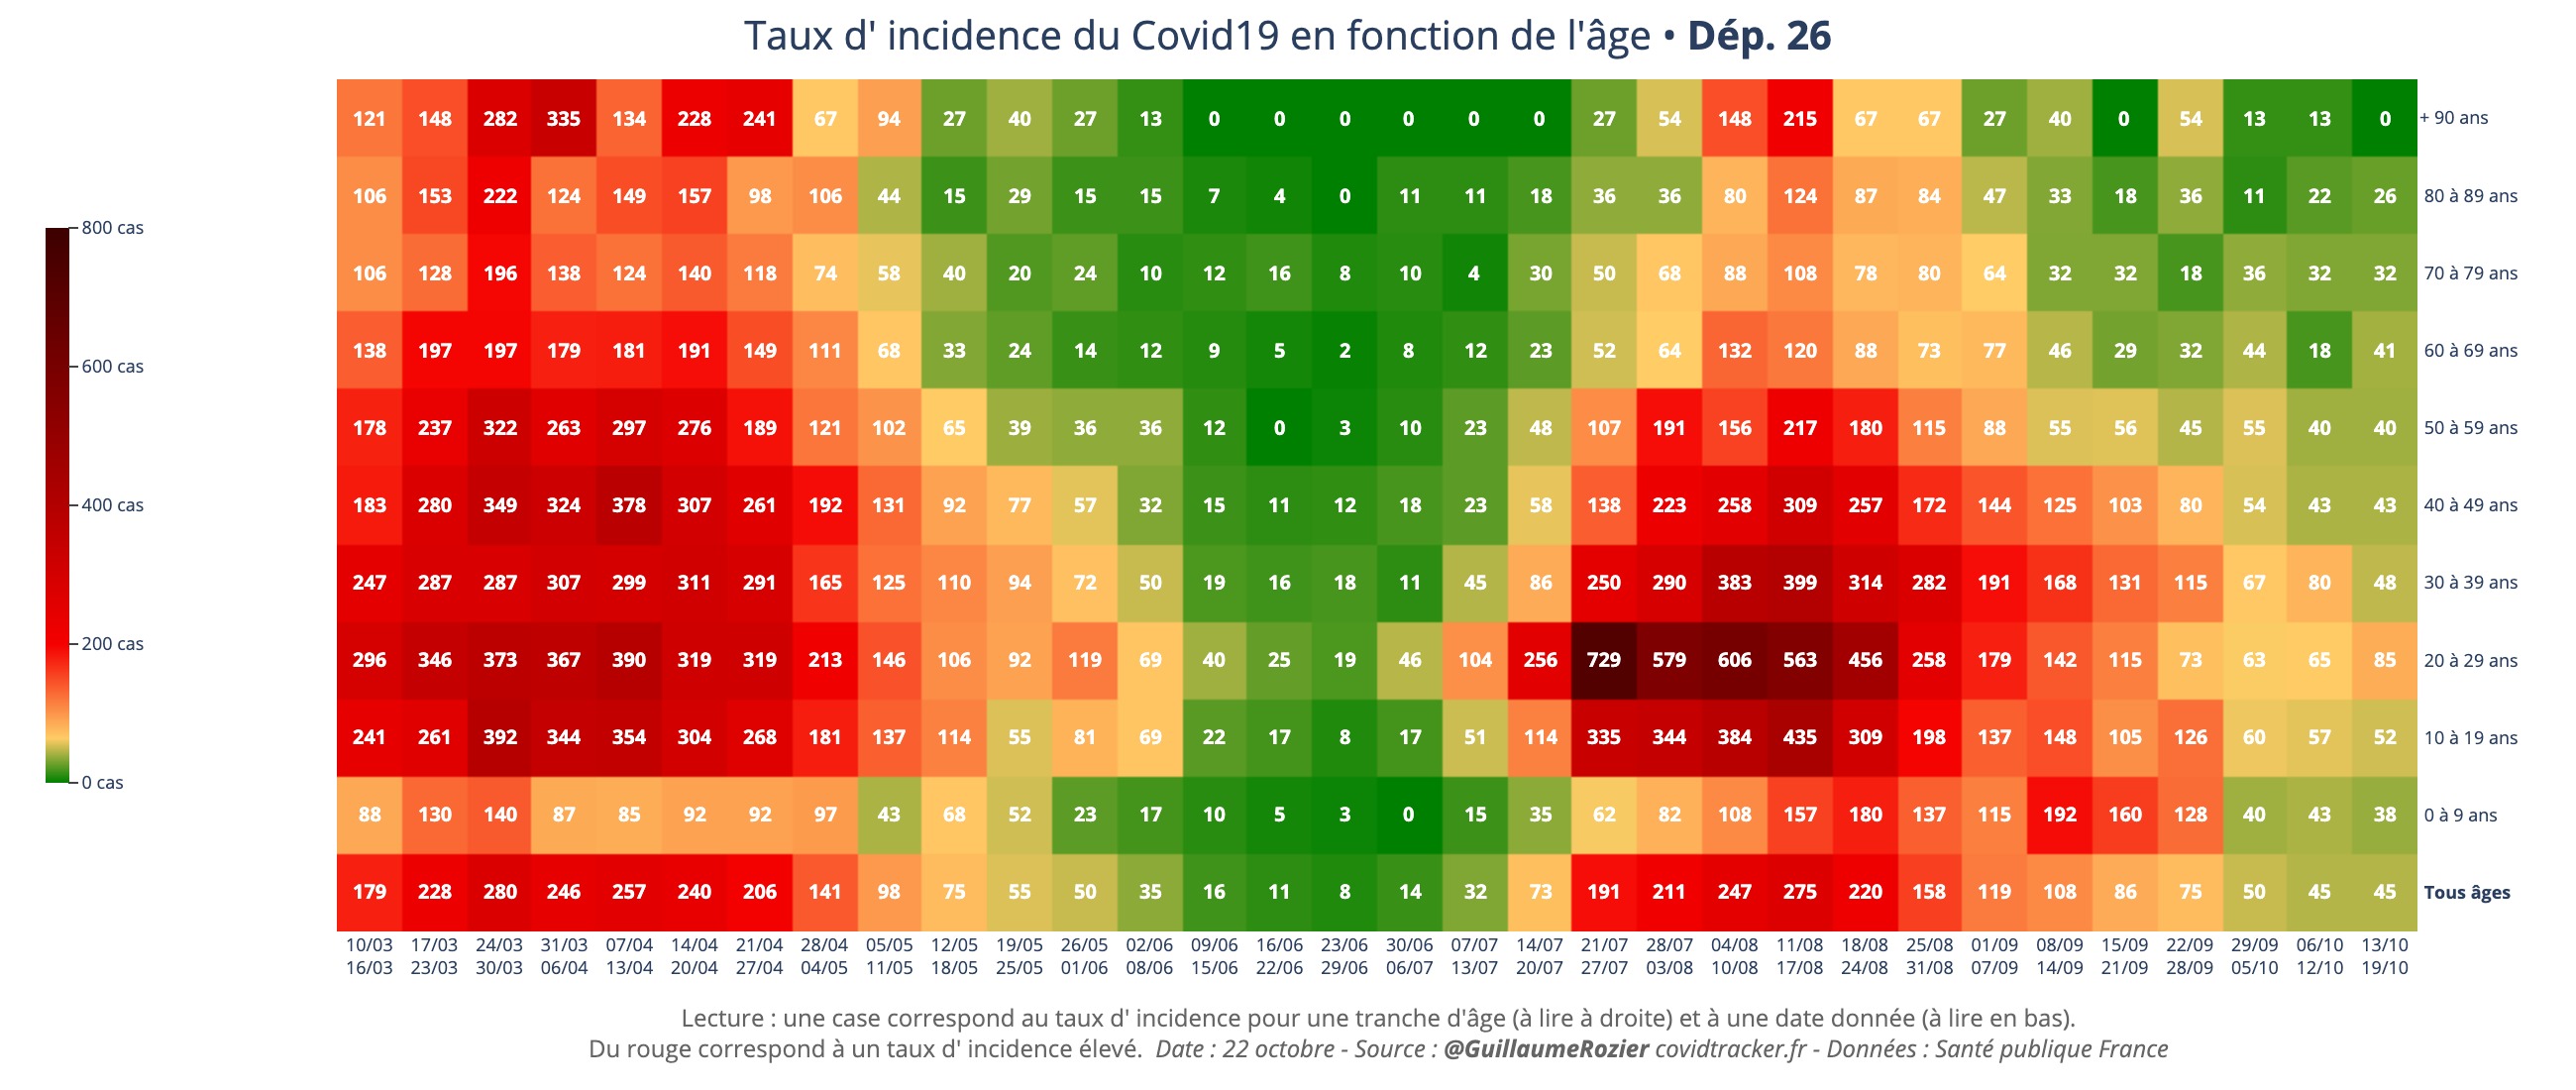 Taux d' incidence du Covid19 en fonction de l'âge • Dép. 26
800 cas
600 cas
400 cas
200 cas
0 cas
121 148 282 335 134 228 241 67 94 27 40 27 13 0 0 0 0 0 0 27 54 148 215 67 67 27 40 0 54 13 13 0 + 90 ans
106 153 222 124 149 157 98 106 44 15 29 15 15 7 4 0 11 11 18 36 36 80 124 87 84 47 33 18 36 11 22 26 80 à 89 ans
106 128 196 138 124 140 118 74 58 40 20 24 10 12 16 8 10 4 30 50 68 88 108 78 80 64 32 32 18 36 32 32 70 à 79 ans
138 197 197 179 181 191 149 111 68 33 24 14 12 9 5 2 8 12 23 52 64 132 120 88 73 77 46 29 32 44 18 41 60 à 69 ans
178 237 322 263 297 276 189 121 102 65 39 36 36 12 0 3 10 23 48 107 191 156 217 180 115 88 55 56 45 55 40 40 50 à 59 ans
183 280 349 324 378 307 261 192 131 92 77 57 32 15 11 12 18 23 58 138 223 258 309 257 172 144 125 103 80 54 43 43 40 à 49 ans
247 287 287 307 299 311 291 165 125 110 94 72 50 19 16 18 11 45 86 250 290 383 399 314 282 191 168 131 115 67 80 48 30 à 39 ans
296 346 373 367 390 319 319 213 146 106 92 119 69 40 25 19 46 104 256 729 579 606 563 456 258 179 142 115 73 63 65 85 20 à 29 ans
241 261 392 344 354 304 268 181 137 114 55 81 69 22 17 8 17 51 114 335 344 384 435 309 198 137 148 105 126 60 57 52 10 à 19 ans
88 130 140 87 85 92 92 97 43 68 52 23 17 10 5 3 0 15 35 62 82 108 157 180 137 115 192 160 128 40 43 38 0 à 9 ans
179 228 280 246 257 240 206 141 98 75 55 50 35 16 11 8 14 32 73 191 211 247 275 220 158 119 108 86 75 50 45 45 Tous âges
10/03 17/03 24/03 31/03 07/04 14/04 21/04 28/04 05/05 12/05 19/05 26/05 02/06 09/06 16/06 23/06 30/06 07/07 14/07 21/07 28/07 04/08 11/08 18/08 25/08 01/09 08/09 15/09 22/09 29/09 06/10 13/10
16/03 23/03 30/03 06/04 13/04 20/04 27/04 04/05 11/05 18/05 25/05 01/06 08/06 15/06 22/06 29/06 06/07 13/07 20/07 27/07 03/08 10/08 17/08 24/08 31/08 07/09 14/09 21/09 28/09 05/10 12/10 19/10
Lecture : une case correspond au taux d' incidence pour une tranche d'âge (à lire à droite) et à une date donnée (à lire en bas).
Du rouge correspond à un taux d' incidence élevé. Date : 22 octobre - Source : @GuillaumeRozier covidtracker.fr - Données : Santé publique France